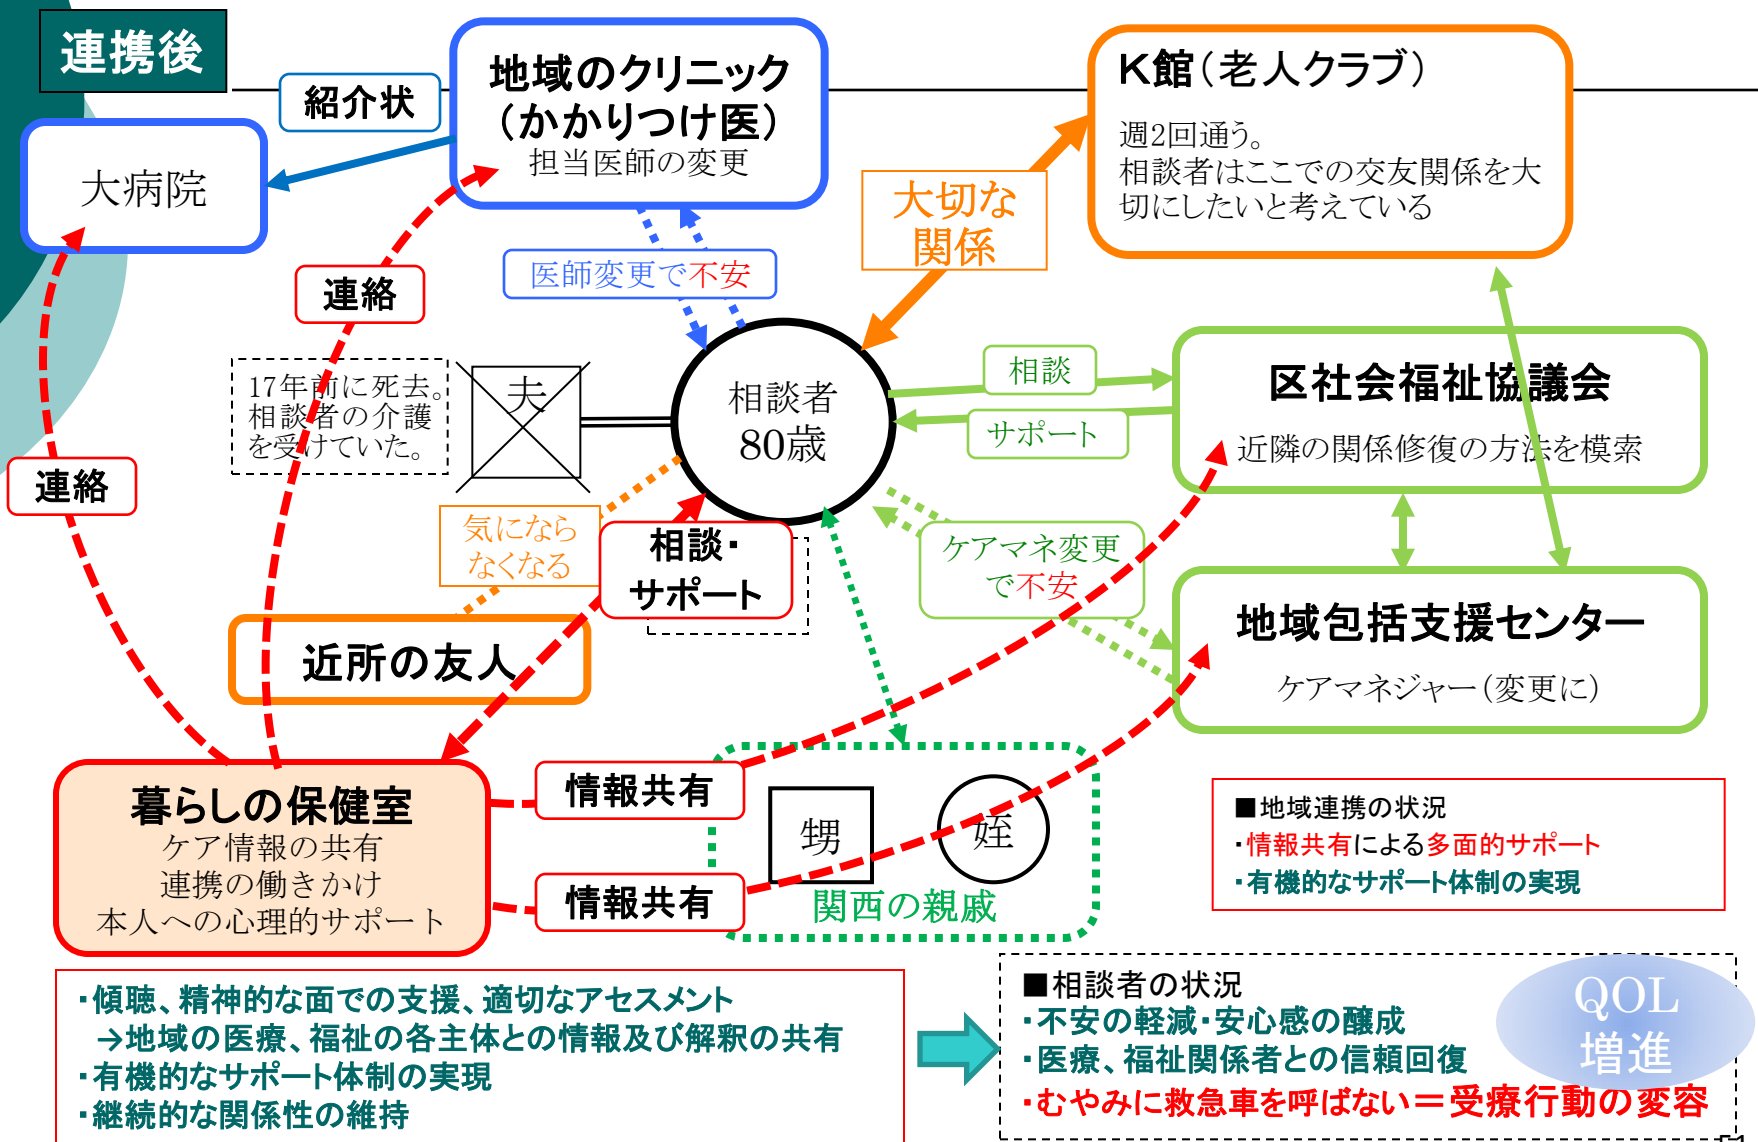 連携後
紹介状
地域のクリニック
（かかりつけ医）
担当医師の変更
K館（老人クラブ）
週2回通う。
相談者はここでの交友関係を大
切にしたいと考えている
大病院
大切な
関係
連絡
医師変更で不安
17年前に死去。
相談者の介護
を受けていた。
夫
相談者
80歳
相談
サポート
区社会福祉協議会
近隣の関係修復の方法を模索
連絡
気になら
なくなる
相談・
サポート
ケアマネ変更
で不安
近所の友人
地域包括支援センター
ケアマネジャー（変更に）
暮らしの保健室
ケア情報の共有
連携の働きかけ
本人への心理的サポート
情報共有
情報共有
甥
姪
関西の親戚
■地域連携の状況
・情報共有による多面的サポート
・有機的なサポート体制の実現
・傾聴、精神的な面での支援、適切なアセスメント
→地域の医療、福祉の各主体との情報及び解釈の共有
・有機的なサポート体制の実現
・継続的な関係性の維持
■相談者の状況
・不安の軽減・安心感の醸成
・医療、福祉関係者との信頼回復
・むやみに救急車を呼ばない＝受療行動の変容
QOL
増進